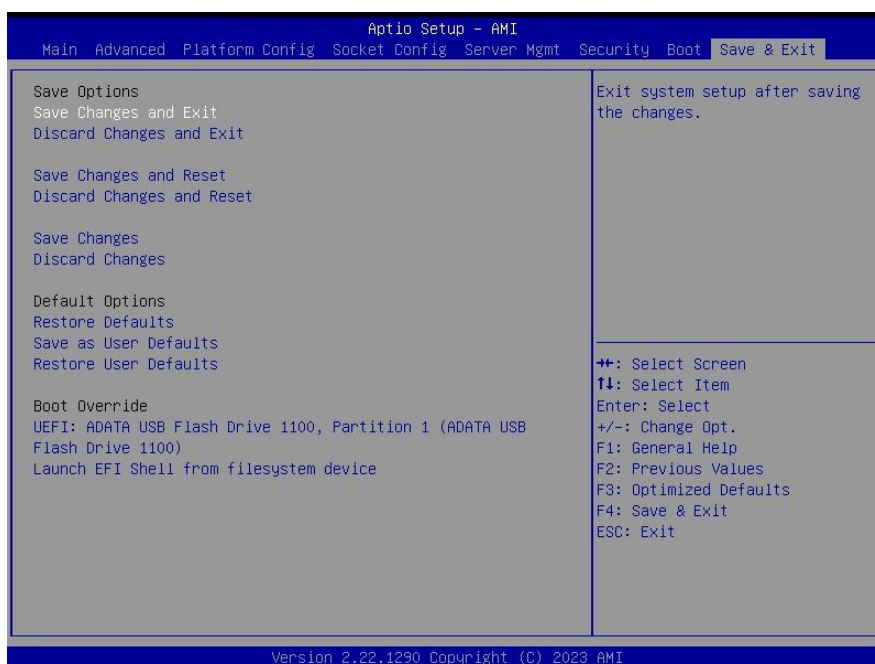 Aptio Setup – AMI
Main Advanced Platform Config Socket Config Server Mgmt Security Boot Save & Exit
Save Options
Save Changes and Exit
Discard Changes and Exit
Save Changes and Reset
Discard Changes and Reset
Save Changes
Discard Changes
Default Options
Restore Defaults
Save as User Defaults
Restore User Defaults
Boot Override
UEFI: ADATA USB Flash Drive 1100, Partition 1 (ADATA USB
Flash Drive 1100)
Launch EFI Shell from filesystem device
Exit system setup after saving
the changes.
→←: Select Screen
↑↓: Select Item
Enter: Select
+/-: Change Opt.
F1: General Help
F2: Previous Values
F3: Optimized Defaults
F4: Save & Exit
ESC: Exit
Version 2.22.1290 Copyright (C) 2023 AMI